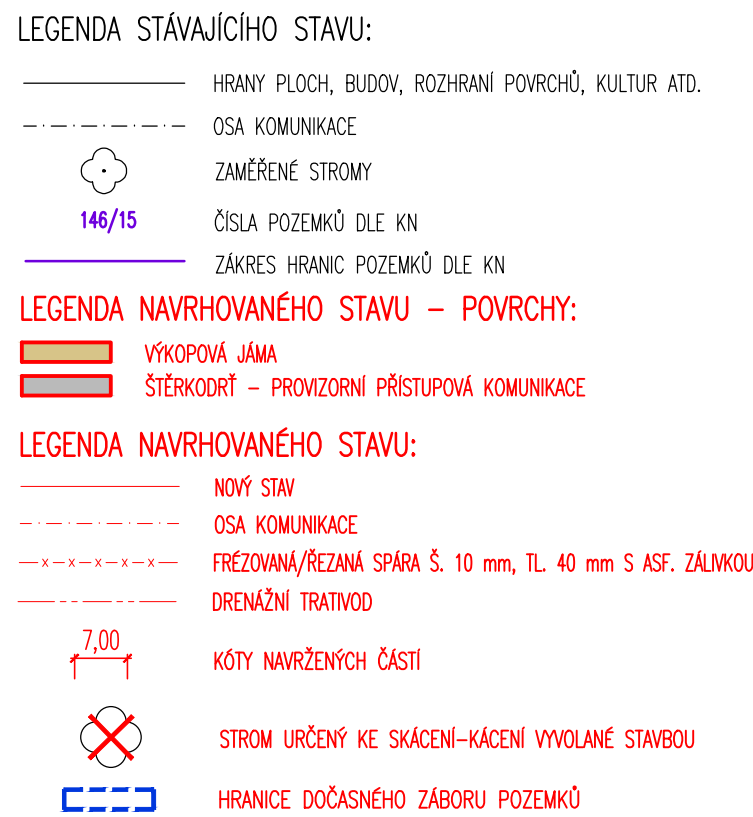 LEGENDA STÁVAJÍCÍHO STAVU:
HRANY PLOCH, BUDOV, ROZHRANÍ POVRCHŮ, KULTUR ATD.
OSA KOMUNIKACE
ZAMĚŘENÉ STROMY
146/15 ČÍSLA POZEMKŮ DLE KN
ZÁKRES HRANIC POZEMKŮ DLE KN
LEGENDA NAVRHOVANÉHO STAVU – POVRCHY:
VÝKOPOVÁ JÁMA
ŠTĚRKODRŤ – PROVIZORNÍ PŘÍSTUPOVÁ KOMUNIKACE
LEGENDA NAVRHOVANÉHO STAVU:
NOVÝ STAV
OSA KOMUNIKACE
FRÉZOVANÁ/ŘEZANÁ SPÁRA Š. 10 mm, TL. 40 mm S ASF. ZÁLIVKOU
DRENÁŽNÍ TRATIVOD
7,00 KÓTY NAVRŽENÝCH ČÁSTÍ
STROM URČENÝ KE SKÁCENÍ–KÁCENÍ VYVOLANÉ STAVBOU
HRANICE DOČASNÉHO ZÁBORU POZEMKŮ